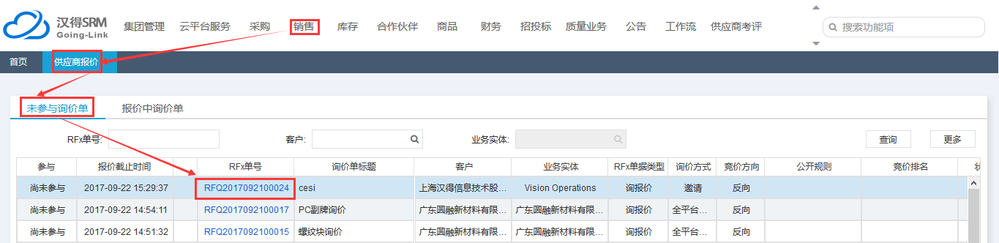 汉得SRM
Going-Link
集团管理 云平台服务 采购 销售 库存 合作伙伴 商品 财务 招投标 质量业务 公告 工作流 供应商考评
搜索功能项
首页 供应商报价
未参与询价单 报价中询价单
RFx单号: 客户: 业务实体: 查询 更多
参与 报价截止时间 RFx单号 询价单标题 客户 业务实体 RFx单据类型 询价方式 竞价方向 公开规则 竞价排名
尚未参与 2017-09-22 15:29:37 RFQ2017092100024 cesi 上海汉得信息技术股... Vision Operations 询报价 邀请 反向
尚未参与 2017-09-22 14:54:11 RFQ2017092100017 PC副牌询价 广东圆融新材料有限... 广东圆融新材料有限... 询报价 全平台... 反向
尚未参与 2017-09-22 14:51:32 RFQ2017092100015 螺纹块询价 广东圆融新材料有限... 广东圆融新材料有限... 询报价 全平台... 反向